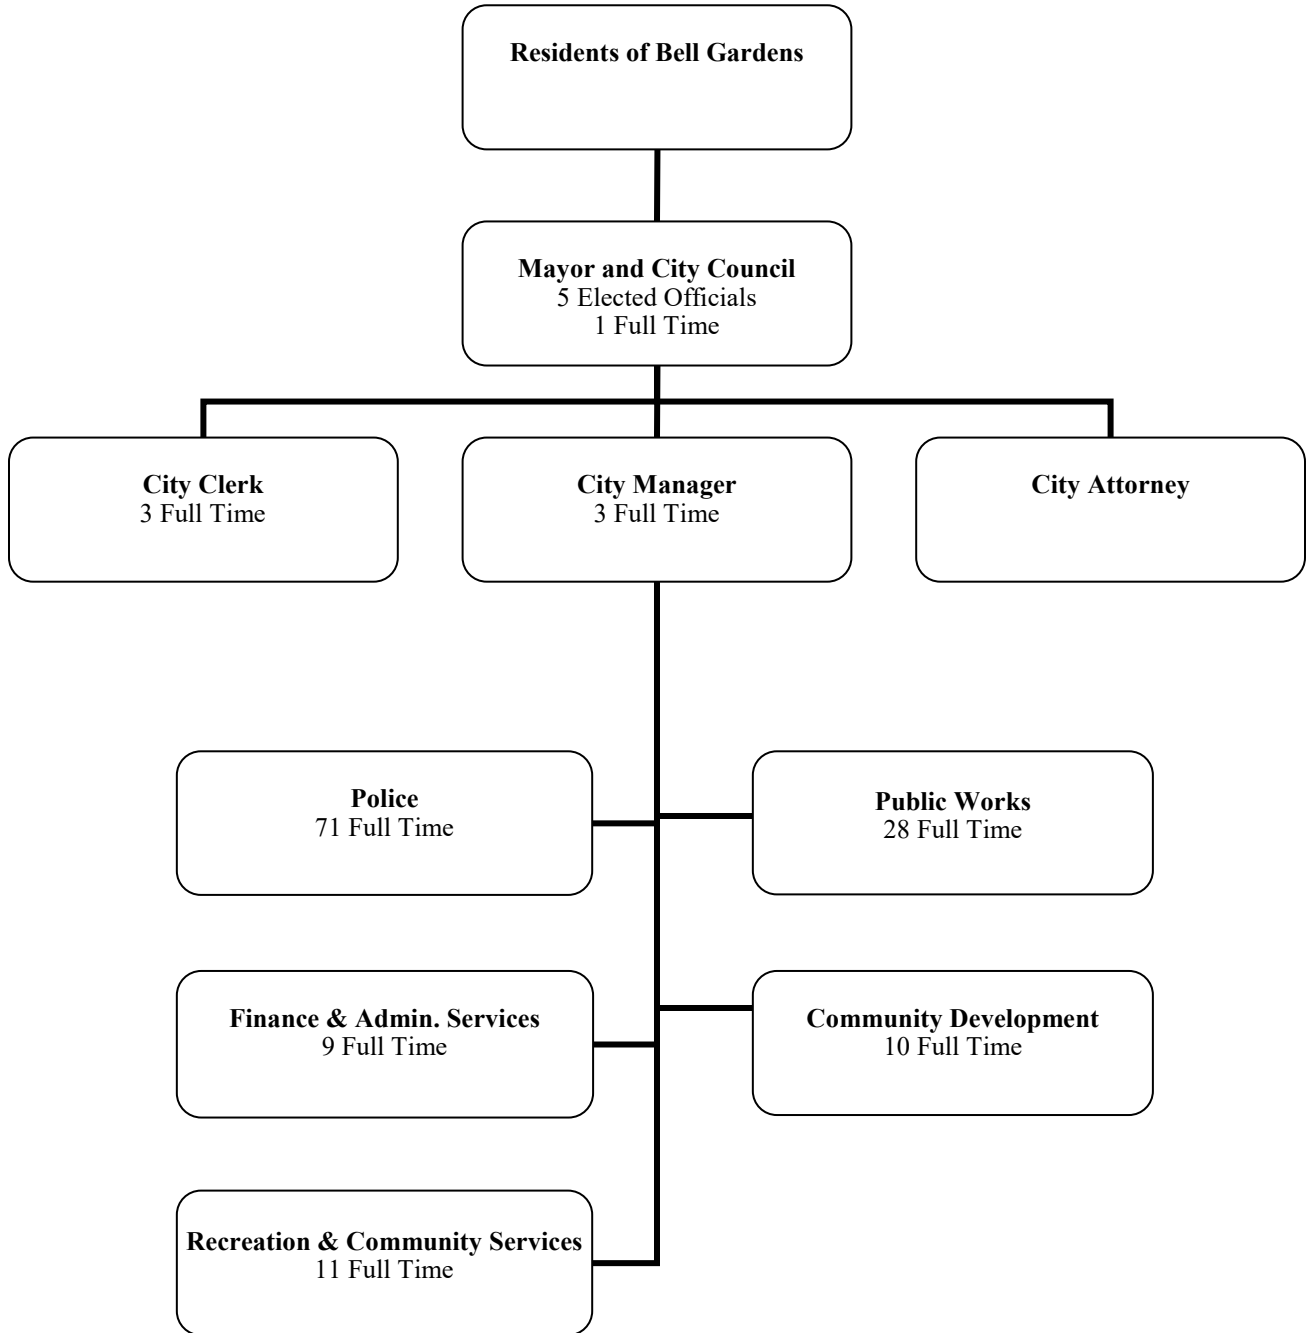 Residents of Bell Gardens
Mayor and City Council
5 Elected Officials
1 Full Time
City Clerk
3 Full Time
City Manager
3 Full Time
City Attorney
Police
71 Full Time
Public Works
28 Full Time
Finance & Admin. Services
9 Full Time
Community Development
10 Full Time
Recreation & Community Services
11 Full Time